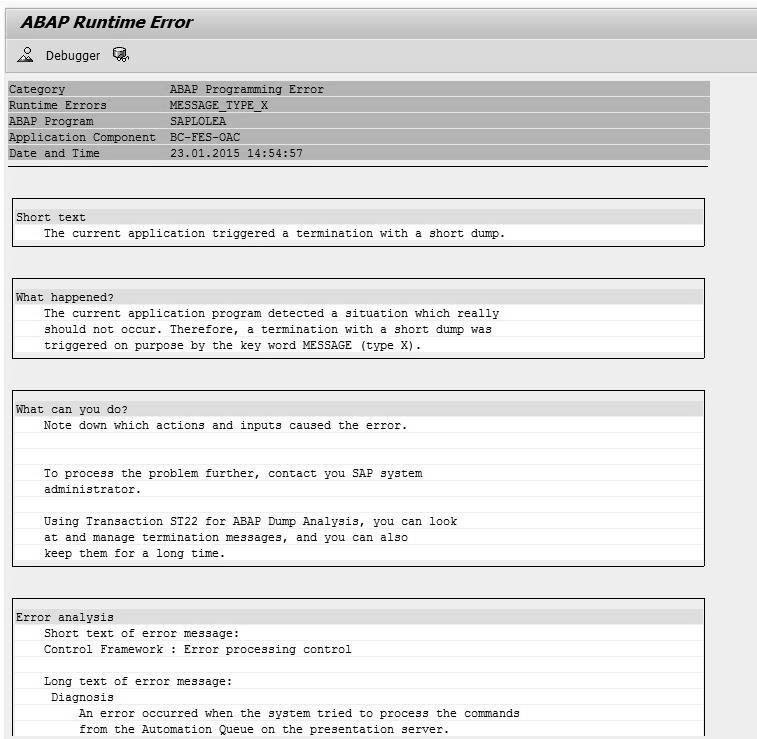 ABAP Runtime Error
Debugger
Category ABAP Programming Error
Runtime Errors MESSAGE_TYPE_X
ABAP Program SAPLOLEA
Application Component BC-FES-OAC
Date and Time 23.01.2015 14:54:57
Short text
The current application triggered a termination with a short dump.
What happened?
The current application program detected a situation which really
should not occur. Therefore, a termination with a short dump was
triggered on purpose by the key word MESSAGE (type X).
What can you do?
Note down which actions and inputs caused the error.
To process the problem further, contact you SAP system
administrator.
Using Transaction ST22 for ABAP Dump Analysis, you can look
at and manage termination messages, and you can also
keep them for a long time.
Error analysis
Short text of error message:
Control Framework : Error processing control
Long text of error message:
Diagnosis
An error occurred when the system tried to process the commands
from the Automation Queue on the presentation server.